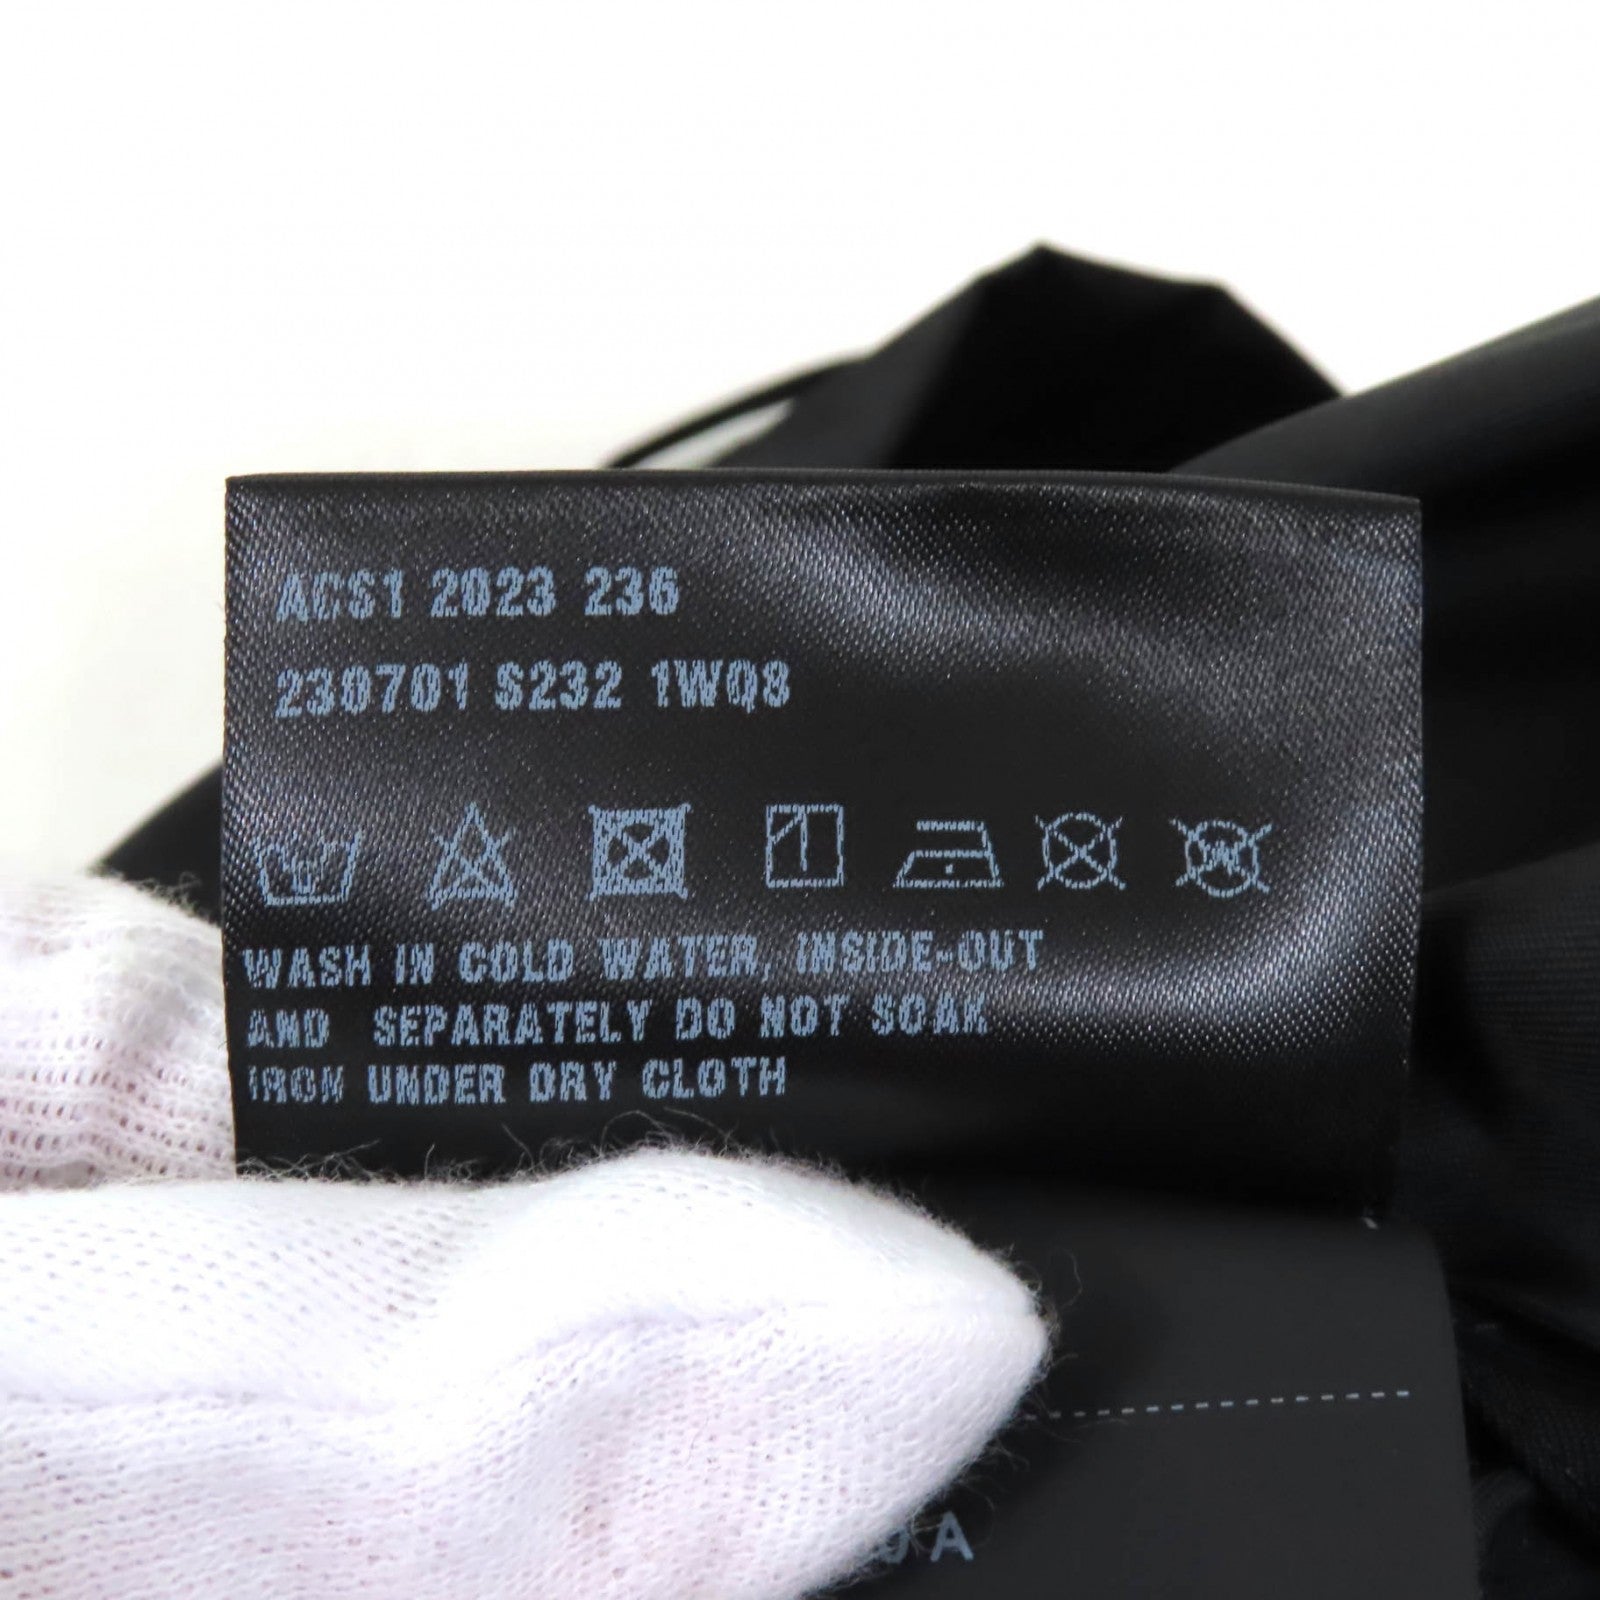 ACS1 2023 236
230701 S232 1WQ8
WASH IN COLD WATER, INSIDE-OUT
AND SEPARATELY DO NOT SOAK
IRON UNDER DRY CLOTH
A